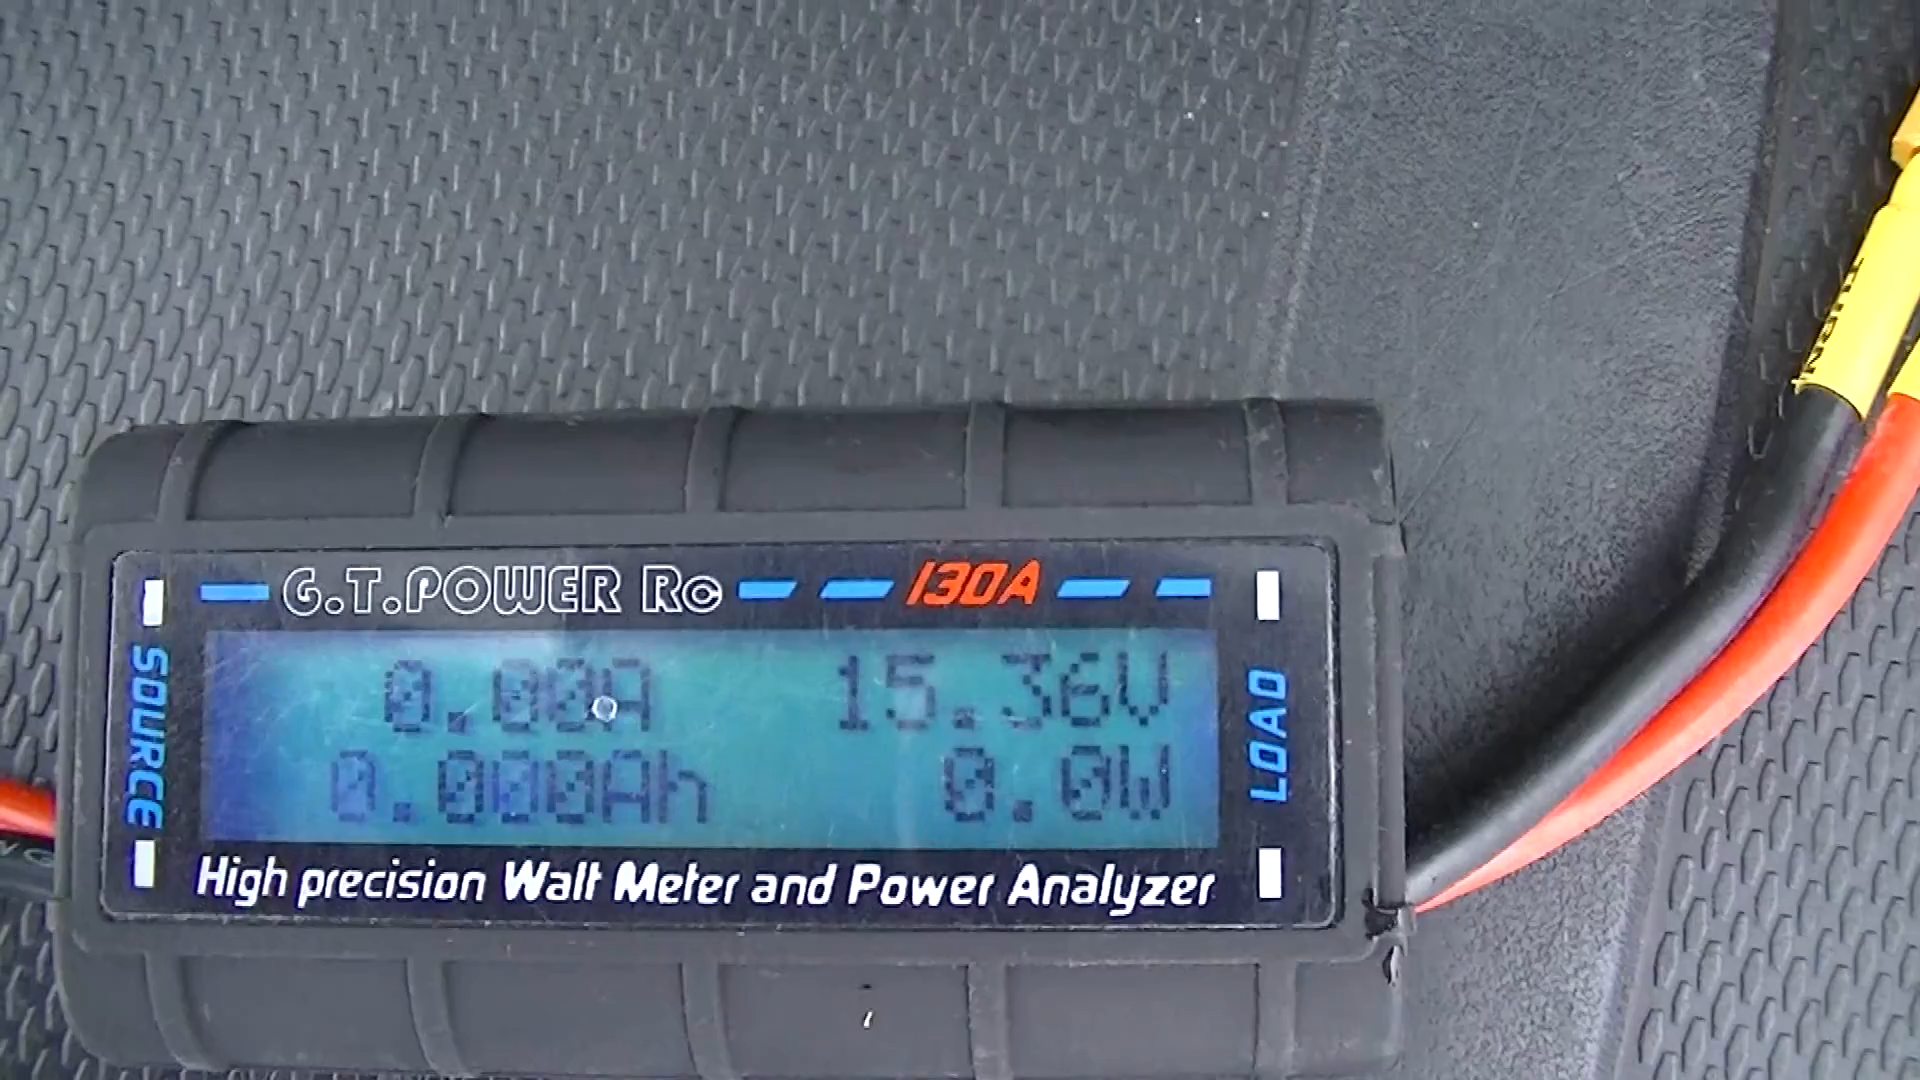 G.T.POWER RC 130A
SOURCE
0.00A 15.36V
0.000Ah 0.0W
LOAD
High precision Watt Meter and Power Analyzer